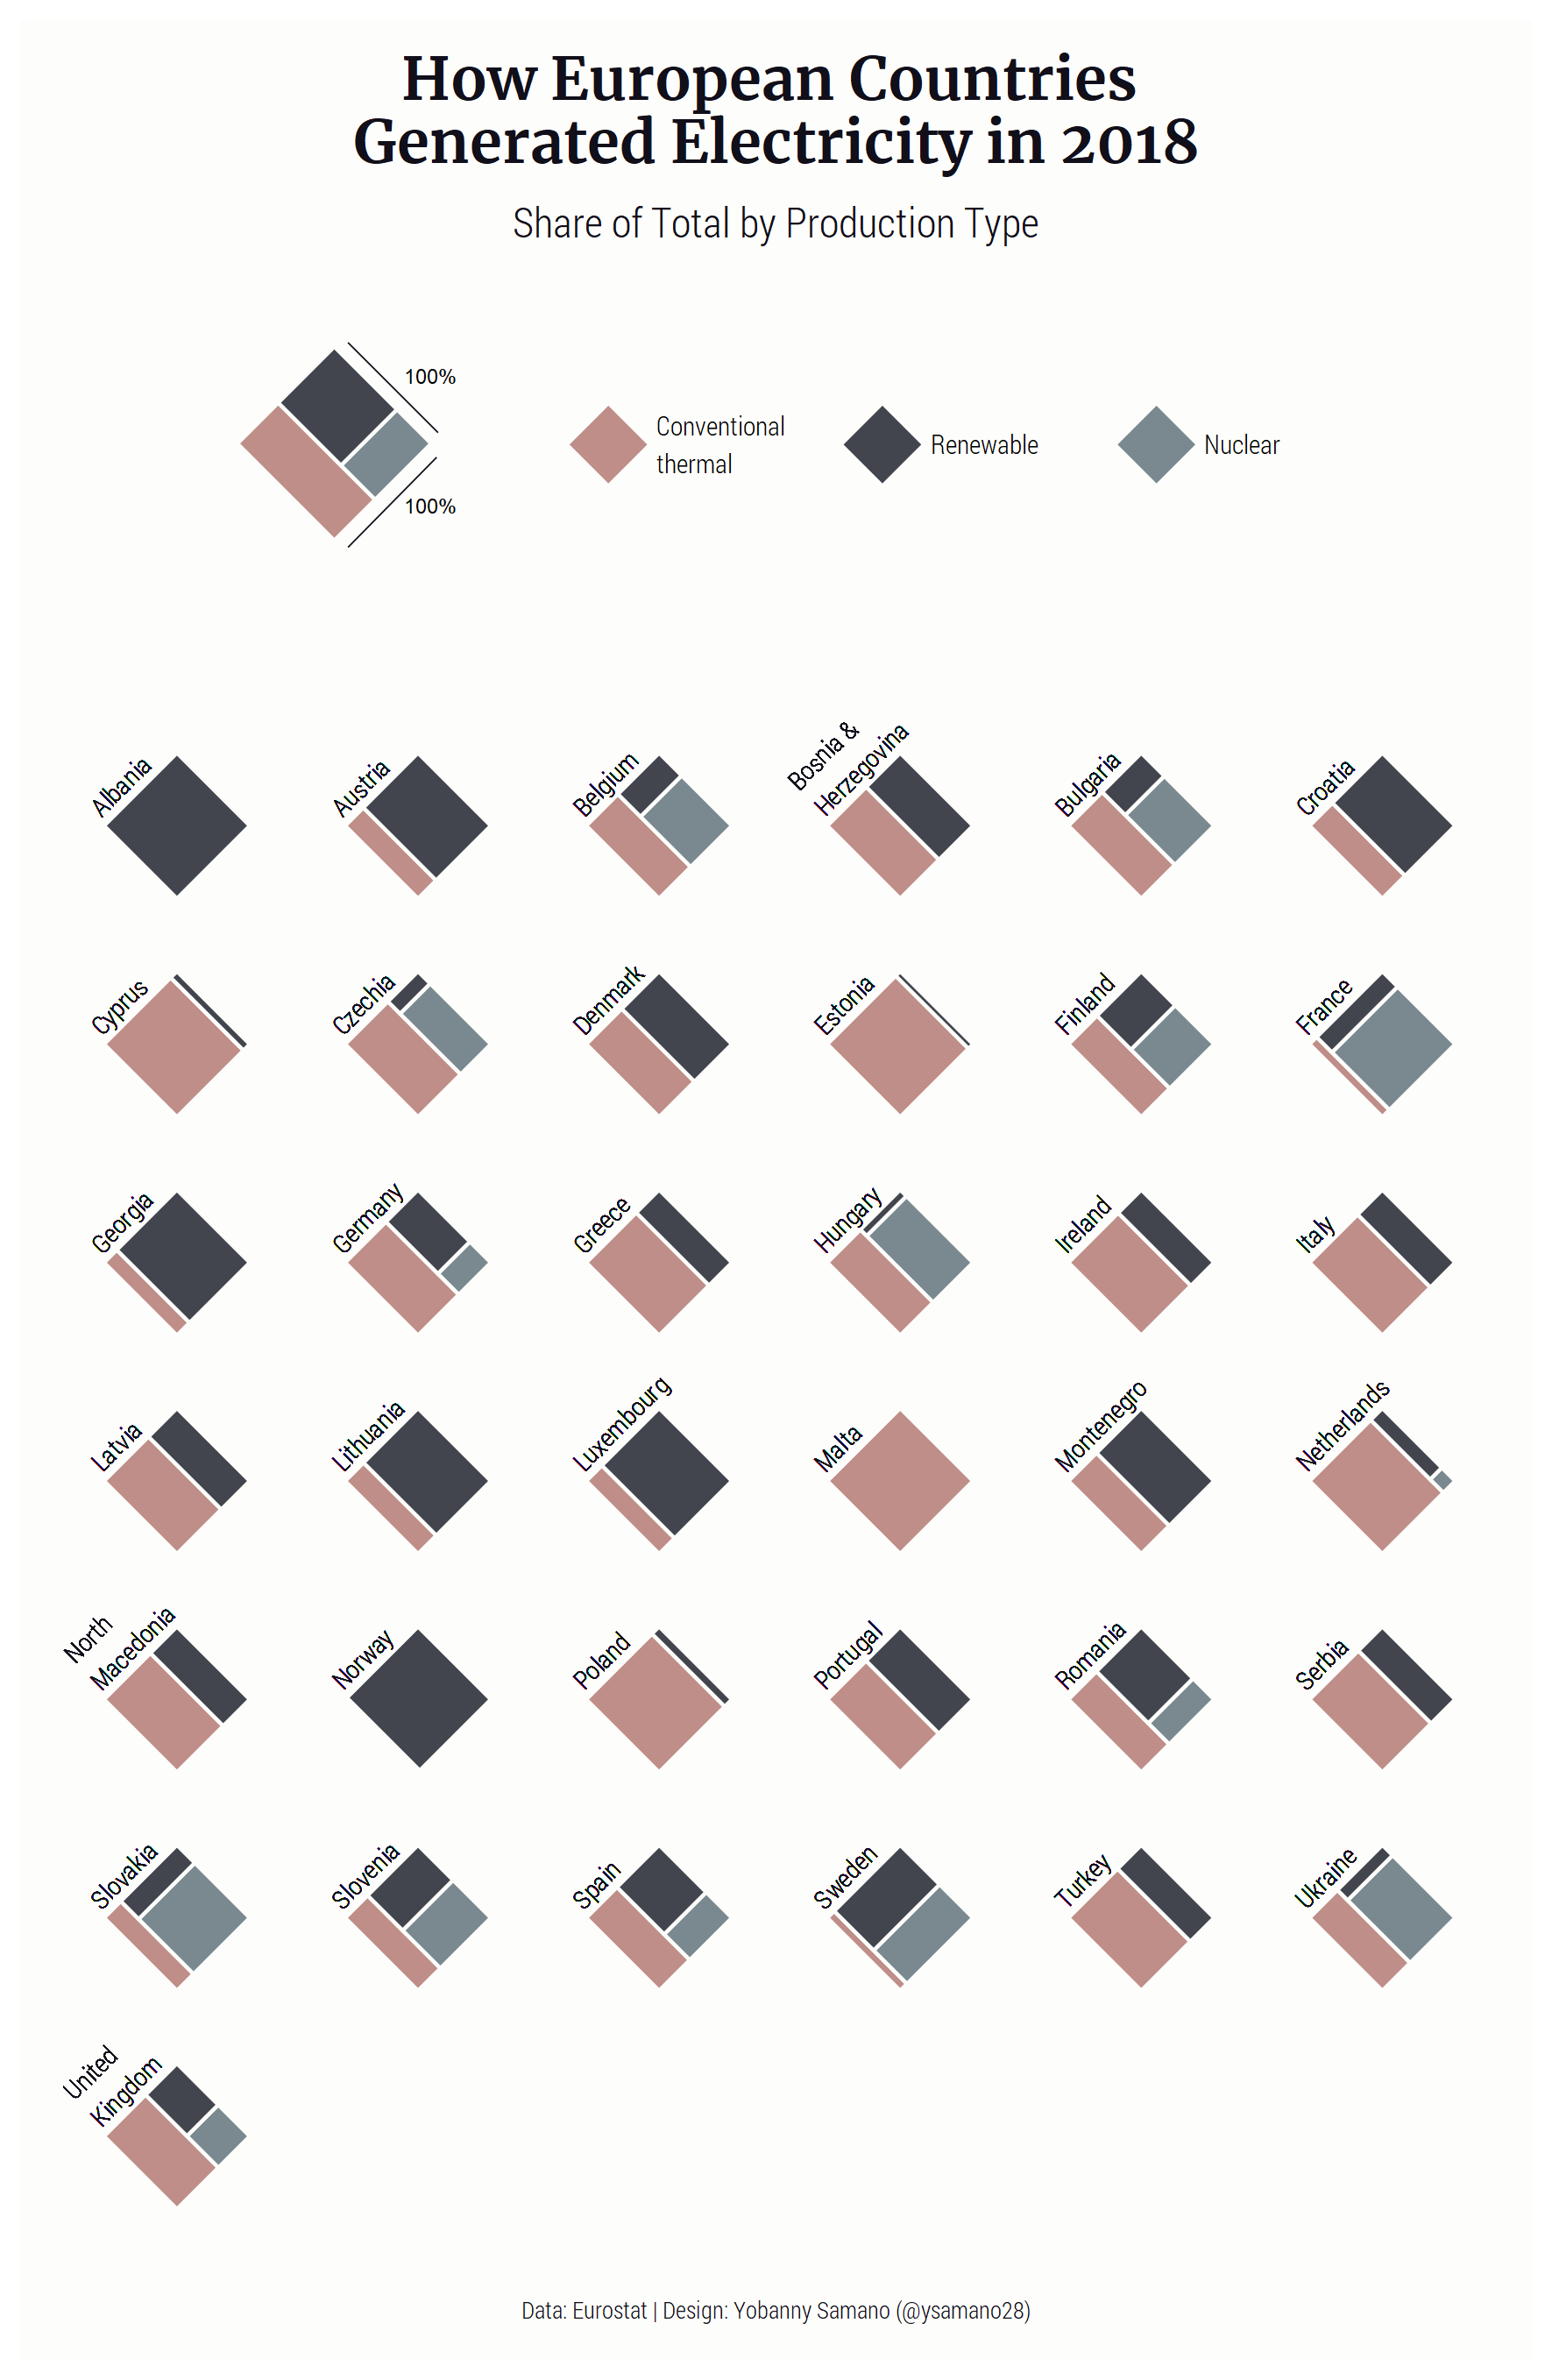 How European Countries
Generated Electricity in 2018
Share of Total by Production Type
100%
100%
Conventional
thermal
Renewable
Nuclear
Albania
Austria
Belgium
Bosnia &
Herzegovina
Bulgaria
Croatia
Cyprus
Czechia
Denmark
Estonia
Finland
France
Georgia
Germany
Greece
Hungary
Ireland
Italy
Latvia
Lithuania
Luxembourg
Malta
Montenegro
Netherlands
North
Macedonia
Norway
Poland
Portugal
Romania
Serbia
Slovakia
Slovenia
Spain
Sweden
Turkey
Ukraine
United
Kingdom
Data: Eurostat | Design: Yobanny Samano (@ysamano28)